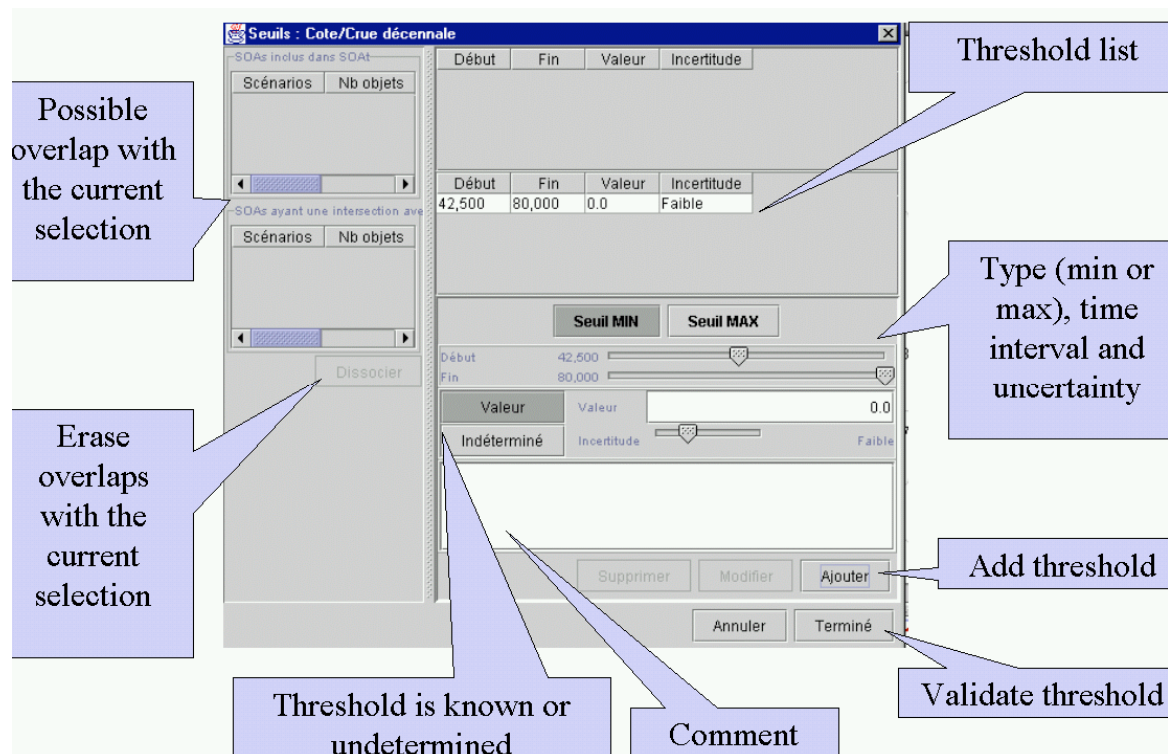 Seuils : Cote/Crue décennale
SOAs inclus dans SOAt
Scénarios Nb objets
Début Fin Valeur Incertitude
Threshold list
Possible
overlap with
the current
selection
Début Fin Valeur Incertitude
42,500 80,000 0.0 Faible
SOAs ayant une intersection ave
Scénarios Nb objets
Type (min or
max), time
interval and
uncertainty
Seuil MIN Seuil MAX
Début 42,500
Fin 80,000
Dissocier
Valeur Valeur 0.0
Indéterminé Incertitude Faible
Erase
overlaps
with the
current
selection
Supprimer Modifier Ajouter
Add threshold
Annuler Terminé
Validate threshold
Threshold is known or
undetermined
Comment